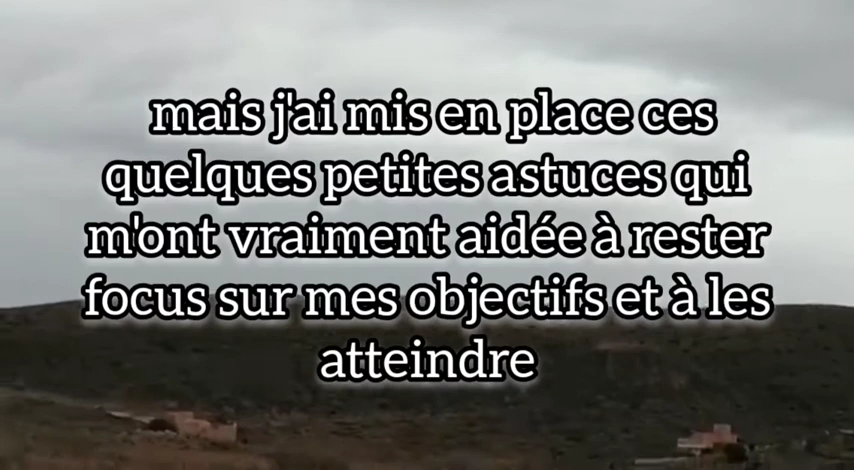 mais j'ai mis en place ces
quelques petites astuces qui
m'ont vraiment aidée à rester
focus sur mes objectifs et à les
atteindre